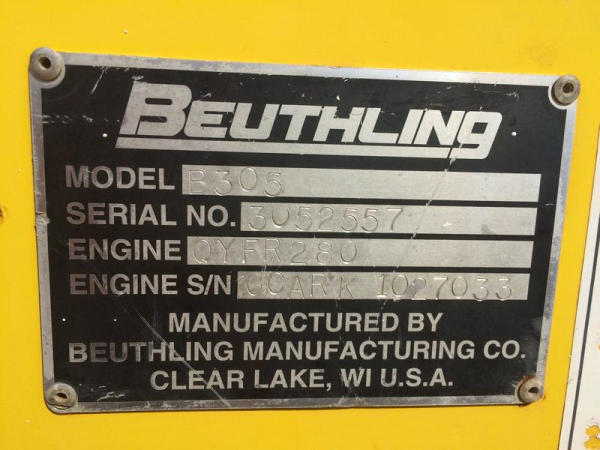 BEUTHLING
MODEL B305
SERIAL NO. 3052557
ENGINE QYFR280
ENGINE S/N GCARK 1027033
MANUFACTURED BY
BEUTHLING MANUFACTURING CO.
CLEAR LAKE, WI U.S.A.